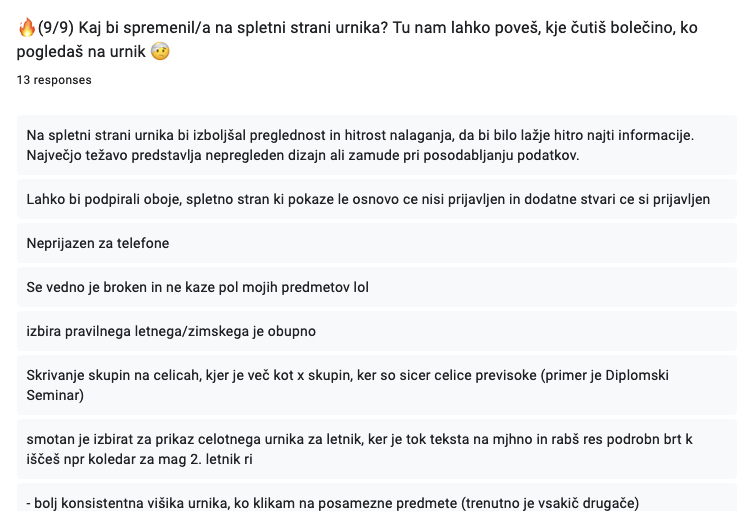 🔥(9/9) Kaj bi spremenil/a na spletni strani urnika? Tu nam lahko poveš, kje čutiš bolečino, ko
pogledaš na urnik 🤕
13 responses
Na spletni strani urnika bi izboljšal preglednost in hitrost nalaganja, da bi bilo lažje hitro najti informacije.
Največjo težavo predstavlja nepregleden dizajn ali zamude pri posodabljanju podatkov.
Lahko bi podpirali oboje, spletno stran ki pokaze le osnovo ce nisi prijavljen in dodatne stvari ce si prijavljen
Neprijazen za telefone
Se vedno je broken in ne kaze pol mojih predmetov lol
izbira pravilnega letnega/zimskega je obupno
Skrivanje skupin na celicah, kjer je več kot x skupin, ker so sicer celice previsoke (primer je Diplomski
Seminar)
smotan je izbirat za prikaz celotnega urnika za letnik, ker je tok teksta na mjhno in rabš res podrobn brt k
iščeš npr koledar za mag 2. letnik ri
- bolj konsistentna višika urnika, ko klikam na posamezne predmete (trenutno je vsakič drugače)